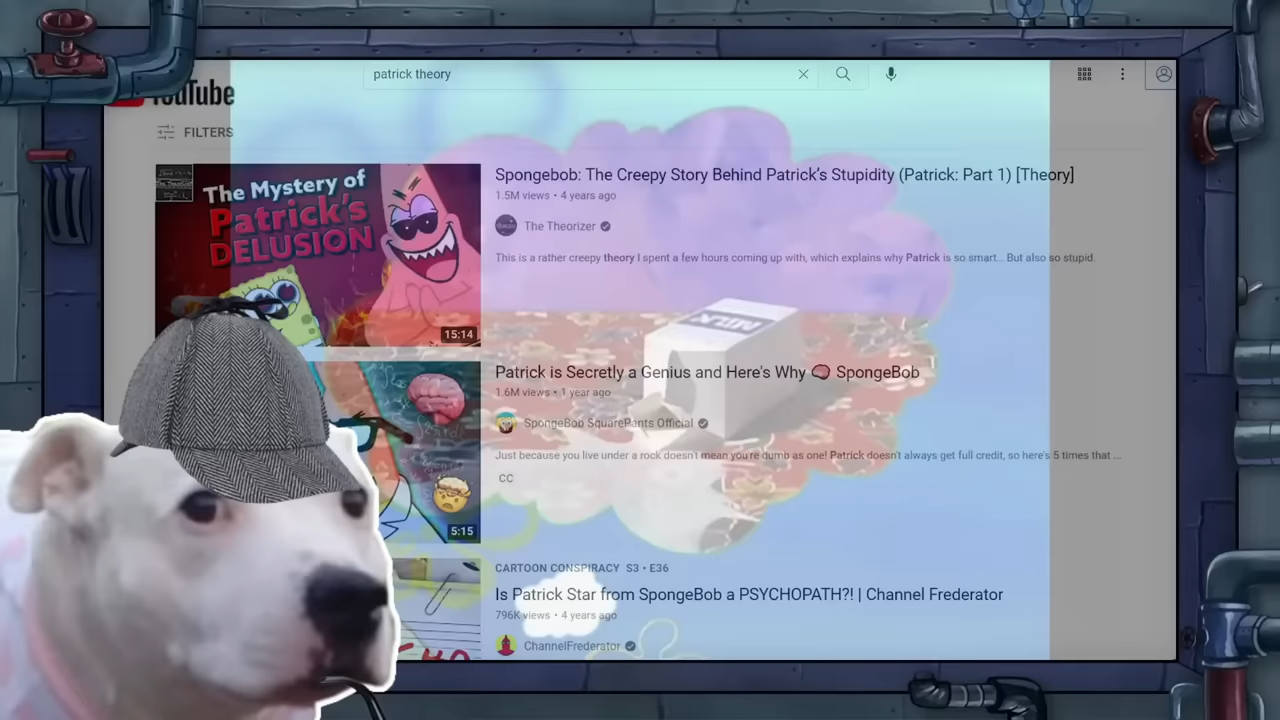 YouTube
patrick theory
FILTERS
The Mystery of
Patrick's
DELUSION
15:14
Spongebob: The Creepy Story Behind Patrick's Stupidity (Patrick: Part 1) [Theory]
1.5M views • 4 years ago
The Theorizer
This is a rather creepy theory I spent a few hours coming up with, which explains why Patrick is so smart... But also so stupid.
MILK
5:15
Patrick is Secretly a Genius and Here's Why 🧠 SpongeBob
1.6M views • 1 year ago
SpongeBob SquarePants Official
Just because you live under a rock doesn't mean you're dumb as one! Patrick doesn't always get full credit, so here's 5 times that ...
CC
CARTOON CONSPIRACY S3 • E36
Is Patrick Star from SpongeBob a PSYCHOPATH?! | Channel Frederator
796K views • 4 years ago
ChannelFrederator